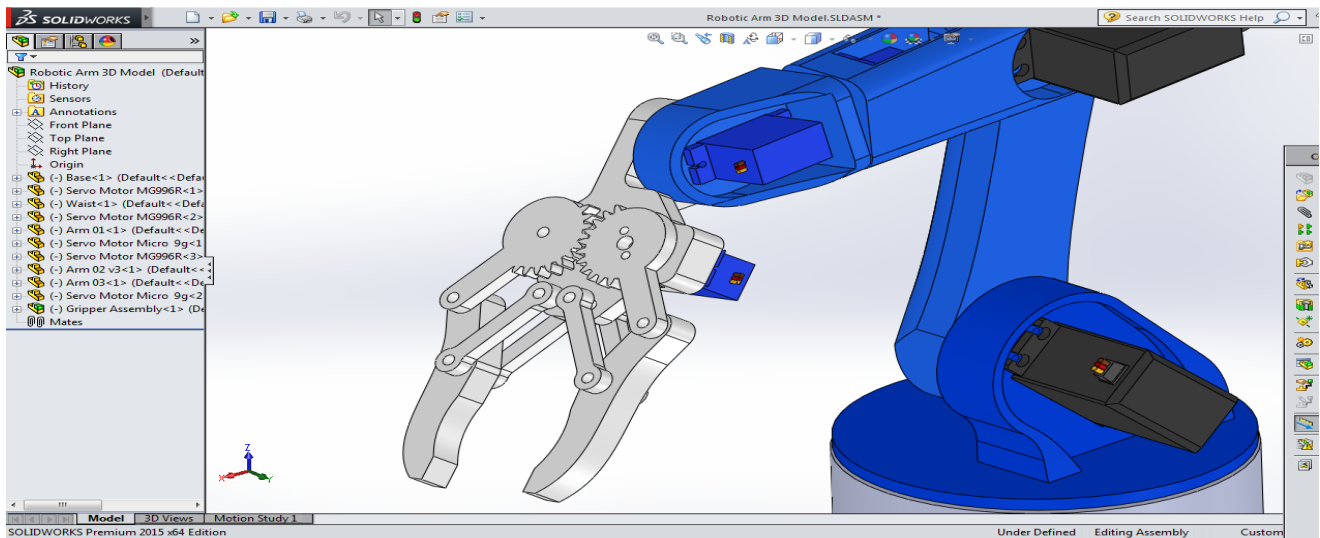 SOLIDWORKS
Robotic Arm 3D Model.SLDASM *
Search SOLIDWORKS Help
Robotic Arm 3D Model (Default
History
Sensors
Annotations
Front Plane
Top Plane
Right Plane
Origin
(-) Base<1> (Default<<Defau
(-) Servo Motor MG996R<1>
(-) Waist<1> (Default<<Defa
(-) Servo Motor MG996R<2>
(-) Arm 01<1> (Default<<De
(-) Servo Motor Micro 9g<1
(-) Servo Motor MG996R<3>
(-) Arm 02 v3<1> (Default<<
(-) Arm 03<1> (Default<<De
(-) Servo Motor Micro 9g<2
(-) Gripper Assembly<1> (De
Mates
Z
X
Y
Model 3D Views Motion Study 1
SOLIDWORKS Premium 2015 x64 Edition
Under Defined Editing Assembly Custom